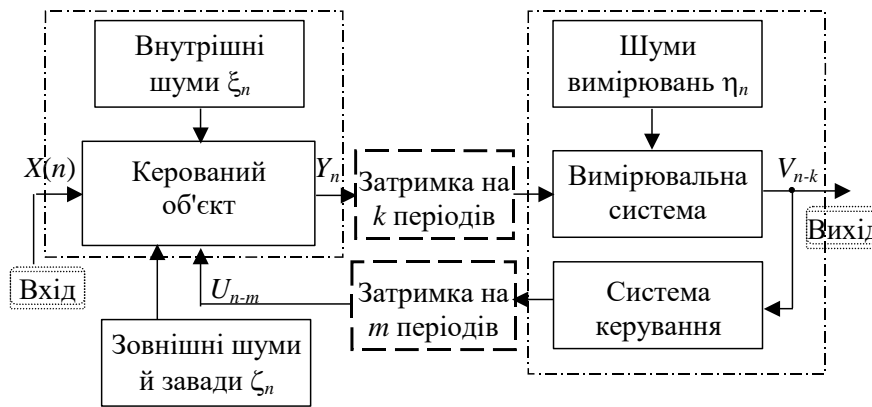 Внутрішні
шуми ξn
Шуми
вимірювань ηn
X(n)
Керований
об'єкт
Yn
Затримка на
k періодів
Вимірювальна
система
Vn-k
Вихід
Вхід
Un-m
Затримка на
m періодів
Система
керування
Зовнішні шуми
й завади ζn